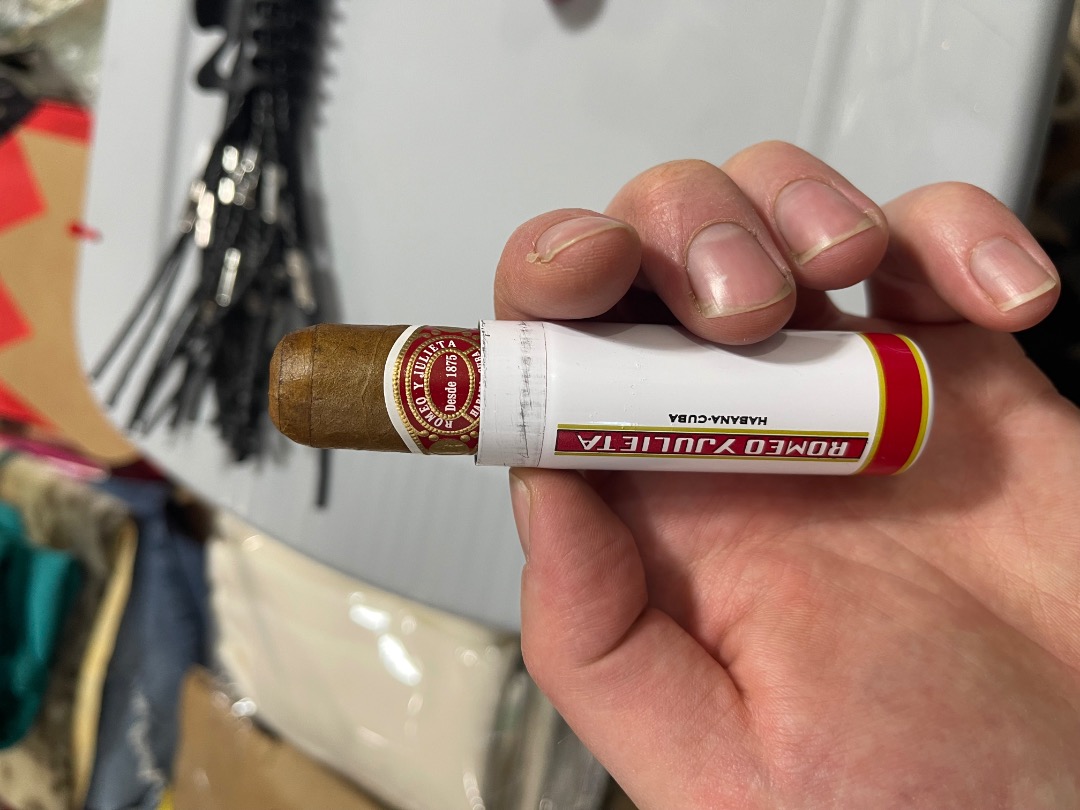 ROMEO Y JULIETA
Desde 1875
ROMEO Y JULIETA
HABANA-CUBA